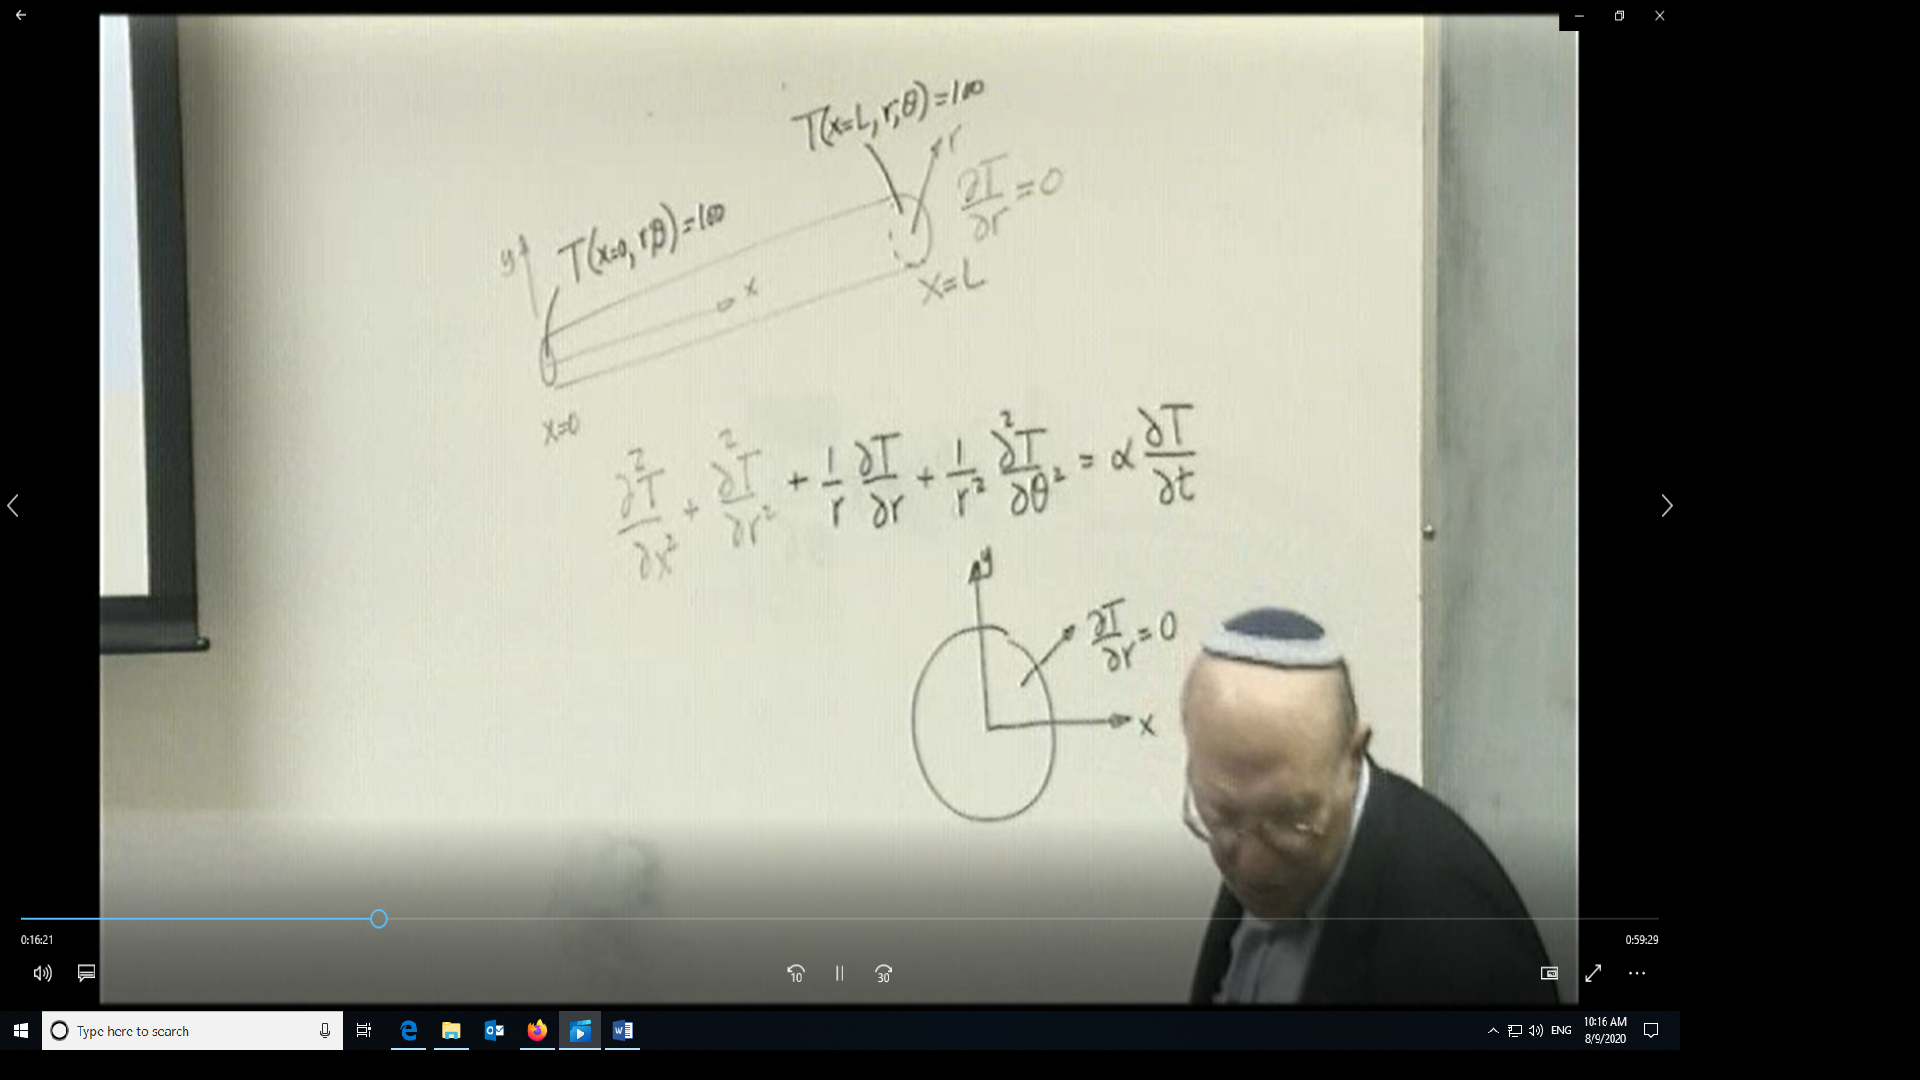 T(x=L, r, θ)=100
r
∂T/∂r = 0
T(x=0, r, θ)=100
y
x
x=L
x=0
∂²T/∂x² + ∂²T/∂r² + 1/r ∂T/∂r + 1/r² ∂²T/∂θ² = α ∂T/∂t
y
∂T/∂r = 0
x
0:16:21
0:59:29
10
30
Type here to search
ENG
10:16 AM
8/9/2020